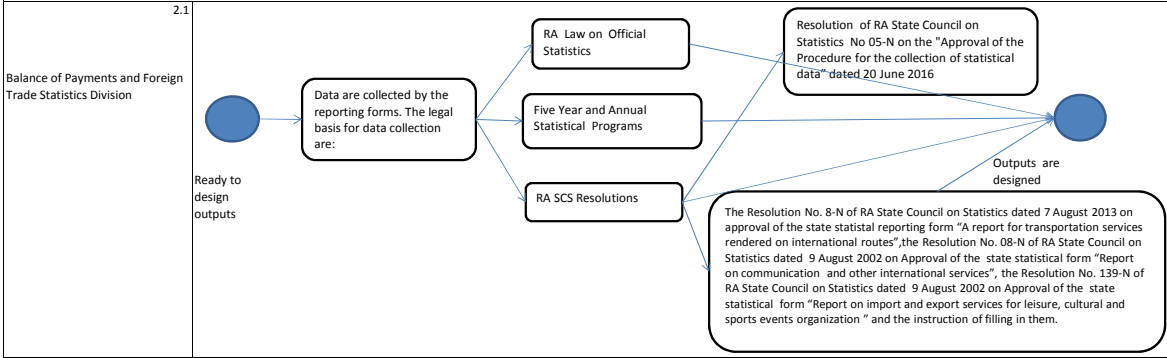 2.1
Balance of Payments and Foreign
Trade Statistics Division
Ready to
design
outputs
Data are collected by the
reporting forms. The legal
basis for data collection
are:
RA Law on Official
Statistics
Five Year and Annual
Statistical Programs
RA SCS Resolutions
Resolution of RA State Council on
Statistics No 05-N on the "Approval of the
Procedure for the collection of statistical
data” dated 20 June 2016
Outputs are
designed
The Resolution No. 8-N of RA State Council on Statistics dated 7 August 2013 on
approval of the state statistal reporting form “A report for transportation services
rendered on international routes”,the Resolution No. 08-N of RA State Council on
Statistics dated 9 August 2002 on Approval of the state statistical form “Report
on communication and other international services”, the Resolution No. 139-N of
RA State Council on Statistics dated 9 August 2002 on Approval of the state
statistical form “Report on import and export services for leisure, cultural and
sports events organization ” and the instruction of filling in them.